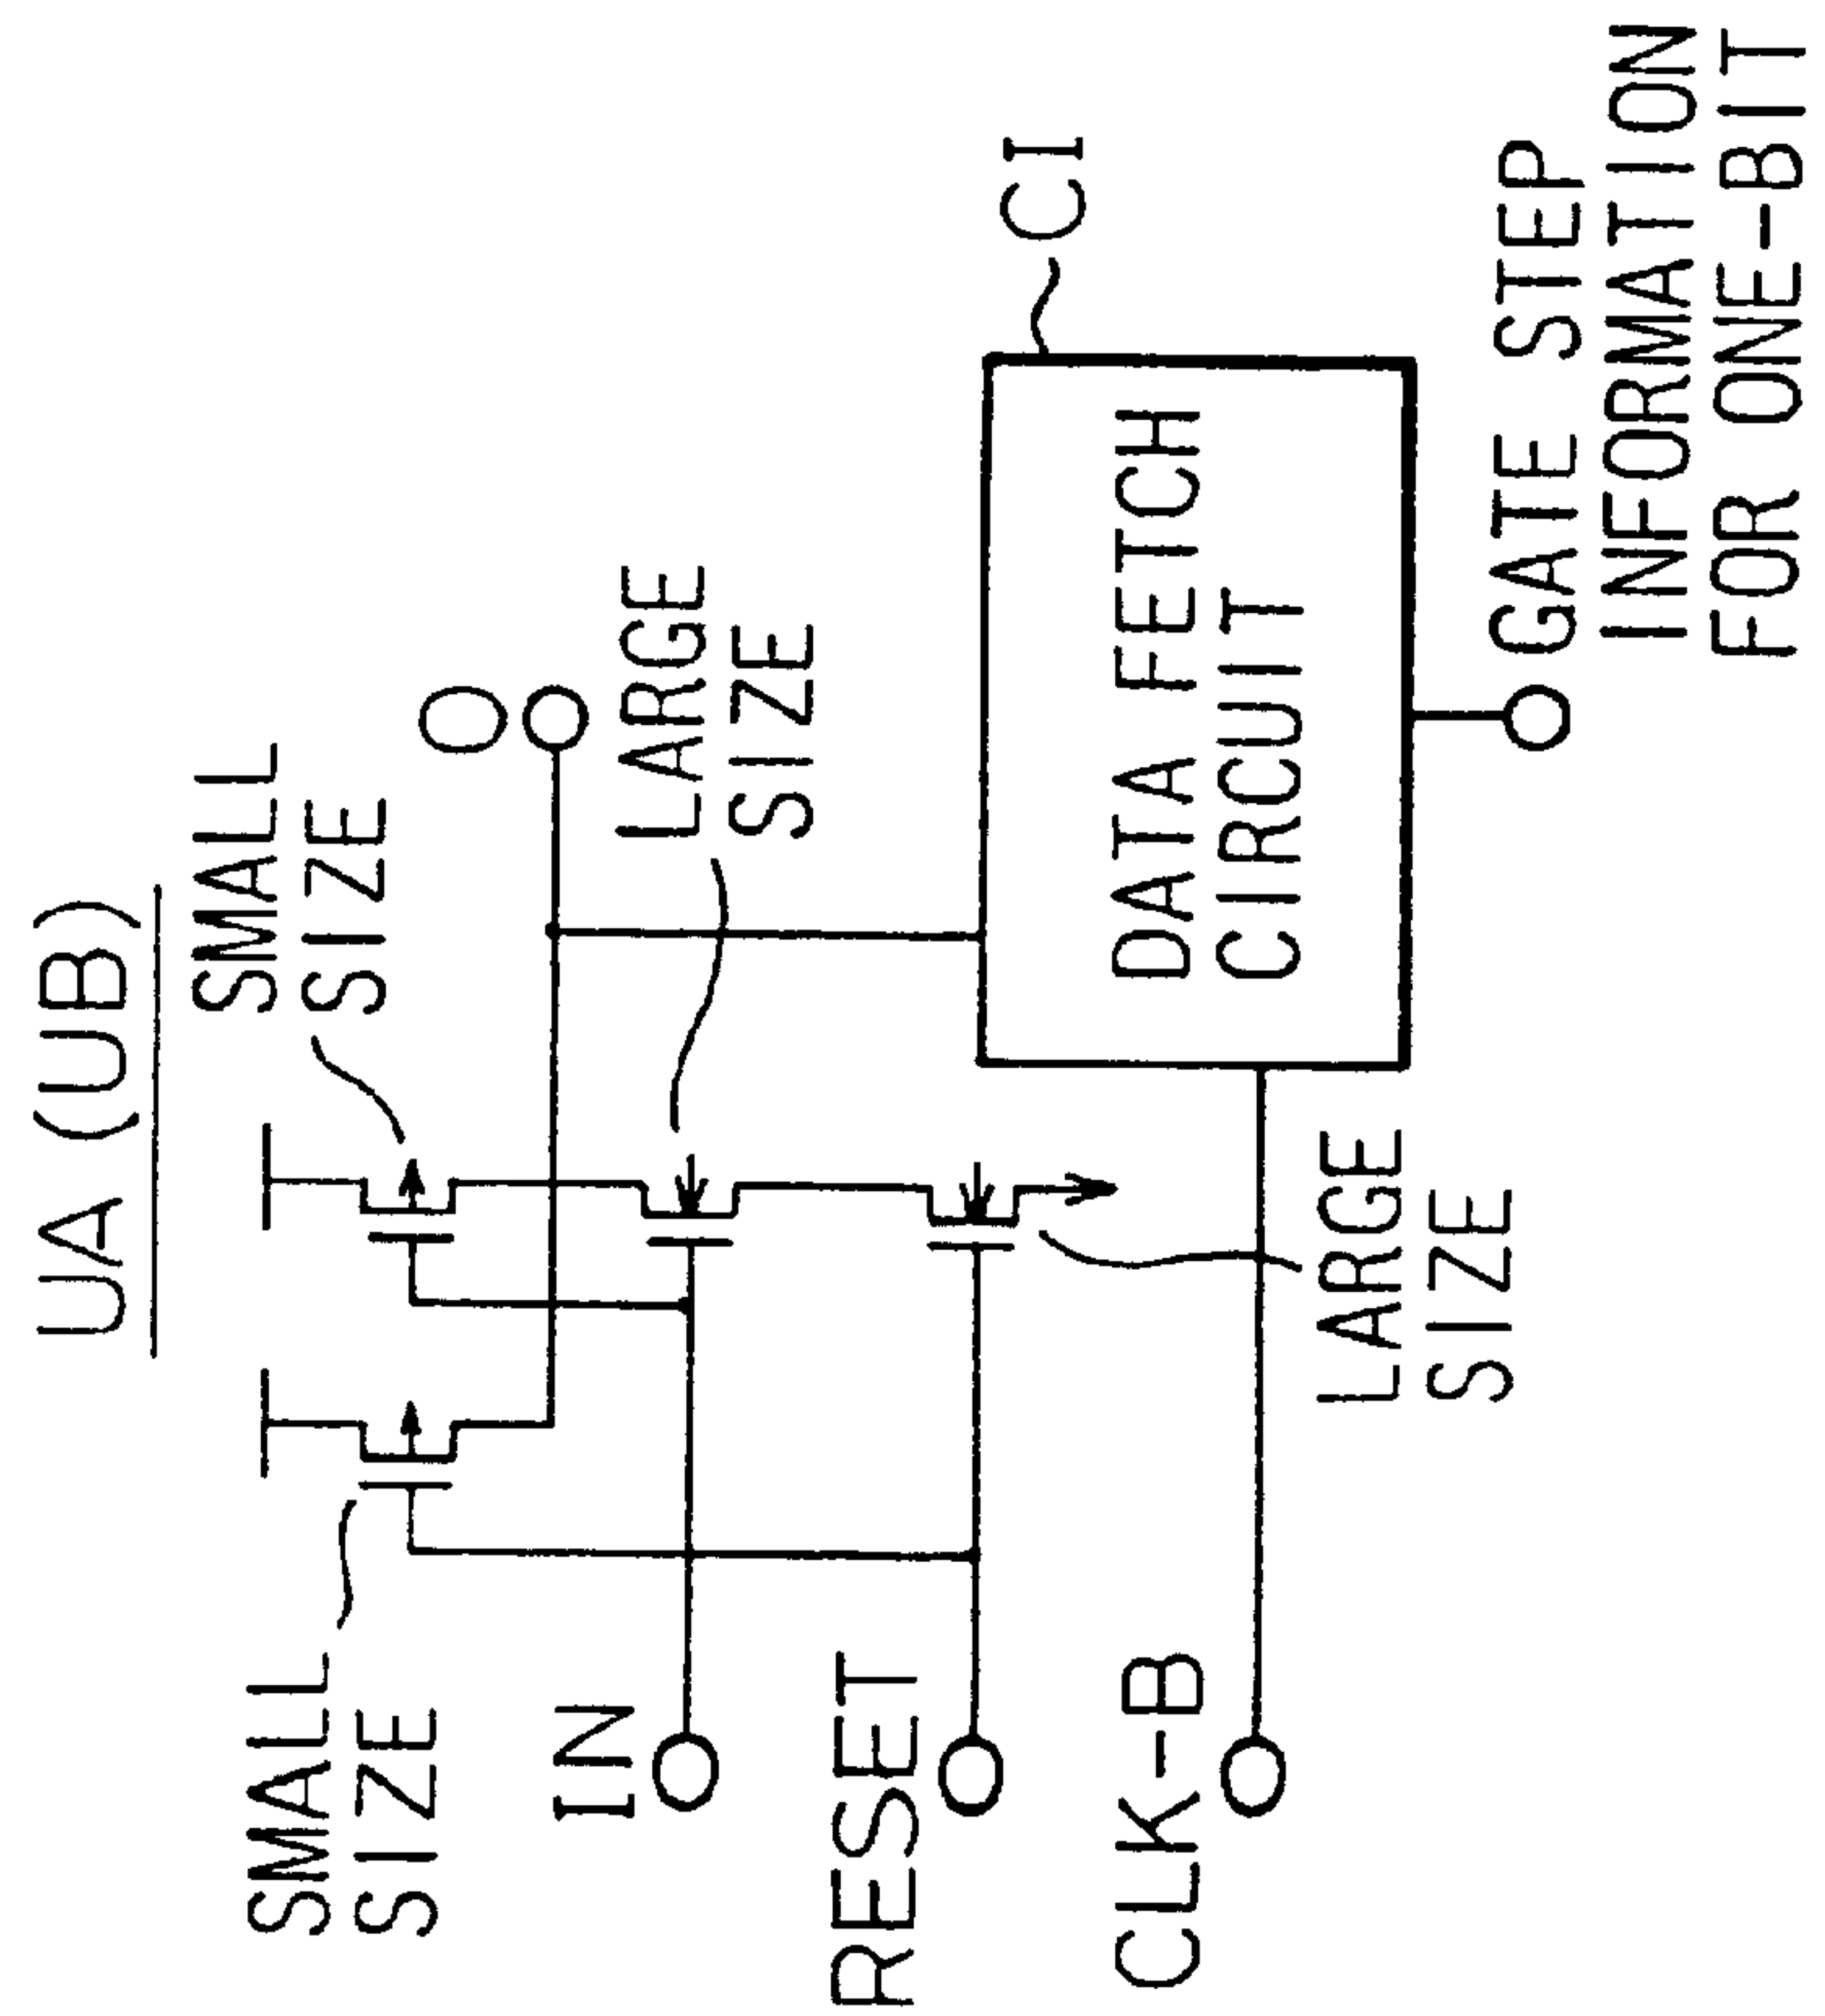 UA (UB)
SMALL
SIZE
SMALL
SIZE
O
LARGE
SIZE
IN
RESET
CLK-B
LARGE
SIZE
DATA FETCH
CIRCUIT
CI
GATE STEP
INFORMATION
FOR ONE-BIT